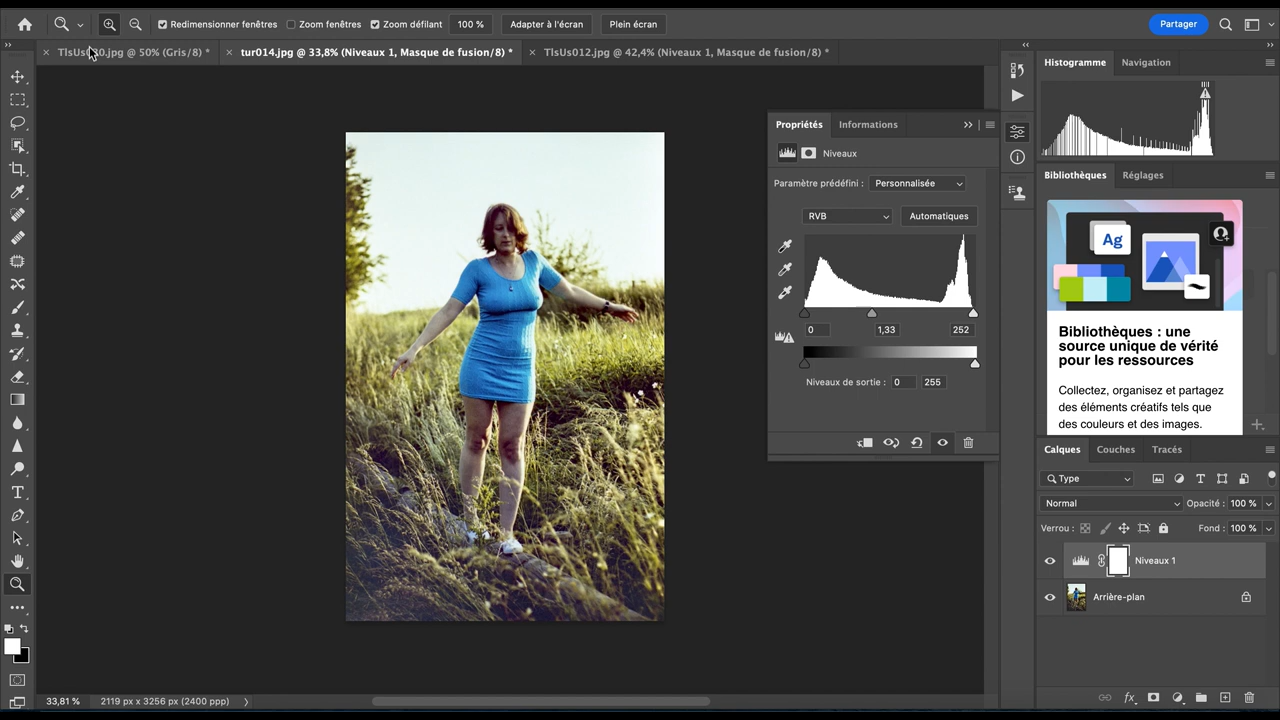 Redimensionner fenêtres
Zoom fenêtres
Zoom défilant
100 %
Adapter à l'écran
Plein écran
Partager
tur014.jpg @ 33,8% (Niveaux 1, Masque de fusion/8) *
TIsUs012.jpg @ 42,4% (Niveaux 1, Masque de fusion/8) *
Histogramme
Navigation
Propriétés
Informations
Niveaux
Paramètre prédéfini :
Personnalisée
RVB
Automatiques
0
1,33
252
Niveaux de sortie :
0
255
Bibliothèques
Réglages
Ag
Bibliothèques : une
source unique de vérité
pour les ressources
Collectez, organisez et partagez
des éléments créatifs tels que
des couleurs et des images.
Calques
Couches
Tracés
Type
Normal
Opacité :
100 %
Verrou :
Fond :
100 %
Niveaux 1
Arrière-plan
fx
33,81 %
2119 px x 3256 px (2400 ppp)